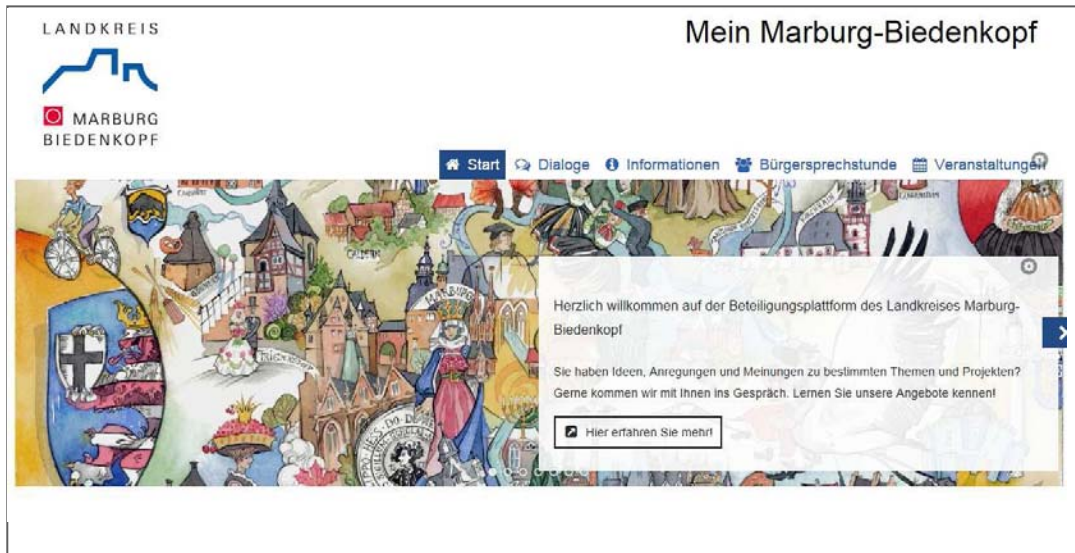 LANDKREIS
MARBURG
BIEDENKOPF
Mein Marburg-Biedenkopf
Start Dialoge Informationen Bürgersprechstunde Veranstaltungen
CALDERN
MARBURG
Herzlich willkommen auf der Beteiligungsplattform des Landkreises Marburg-
Biedenkopf
Sie haben Ideen, Anregungen und Meinungen zu bestimmten Themen und Projekten?
Gerne kommen wir mit Ihnen ins Gespräch. Lernen Sie unsere Angebote kennen!
Hier erfahren Sie mehr!